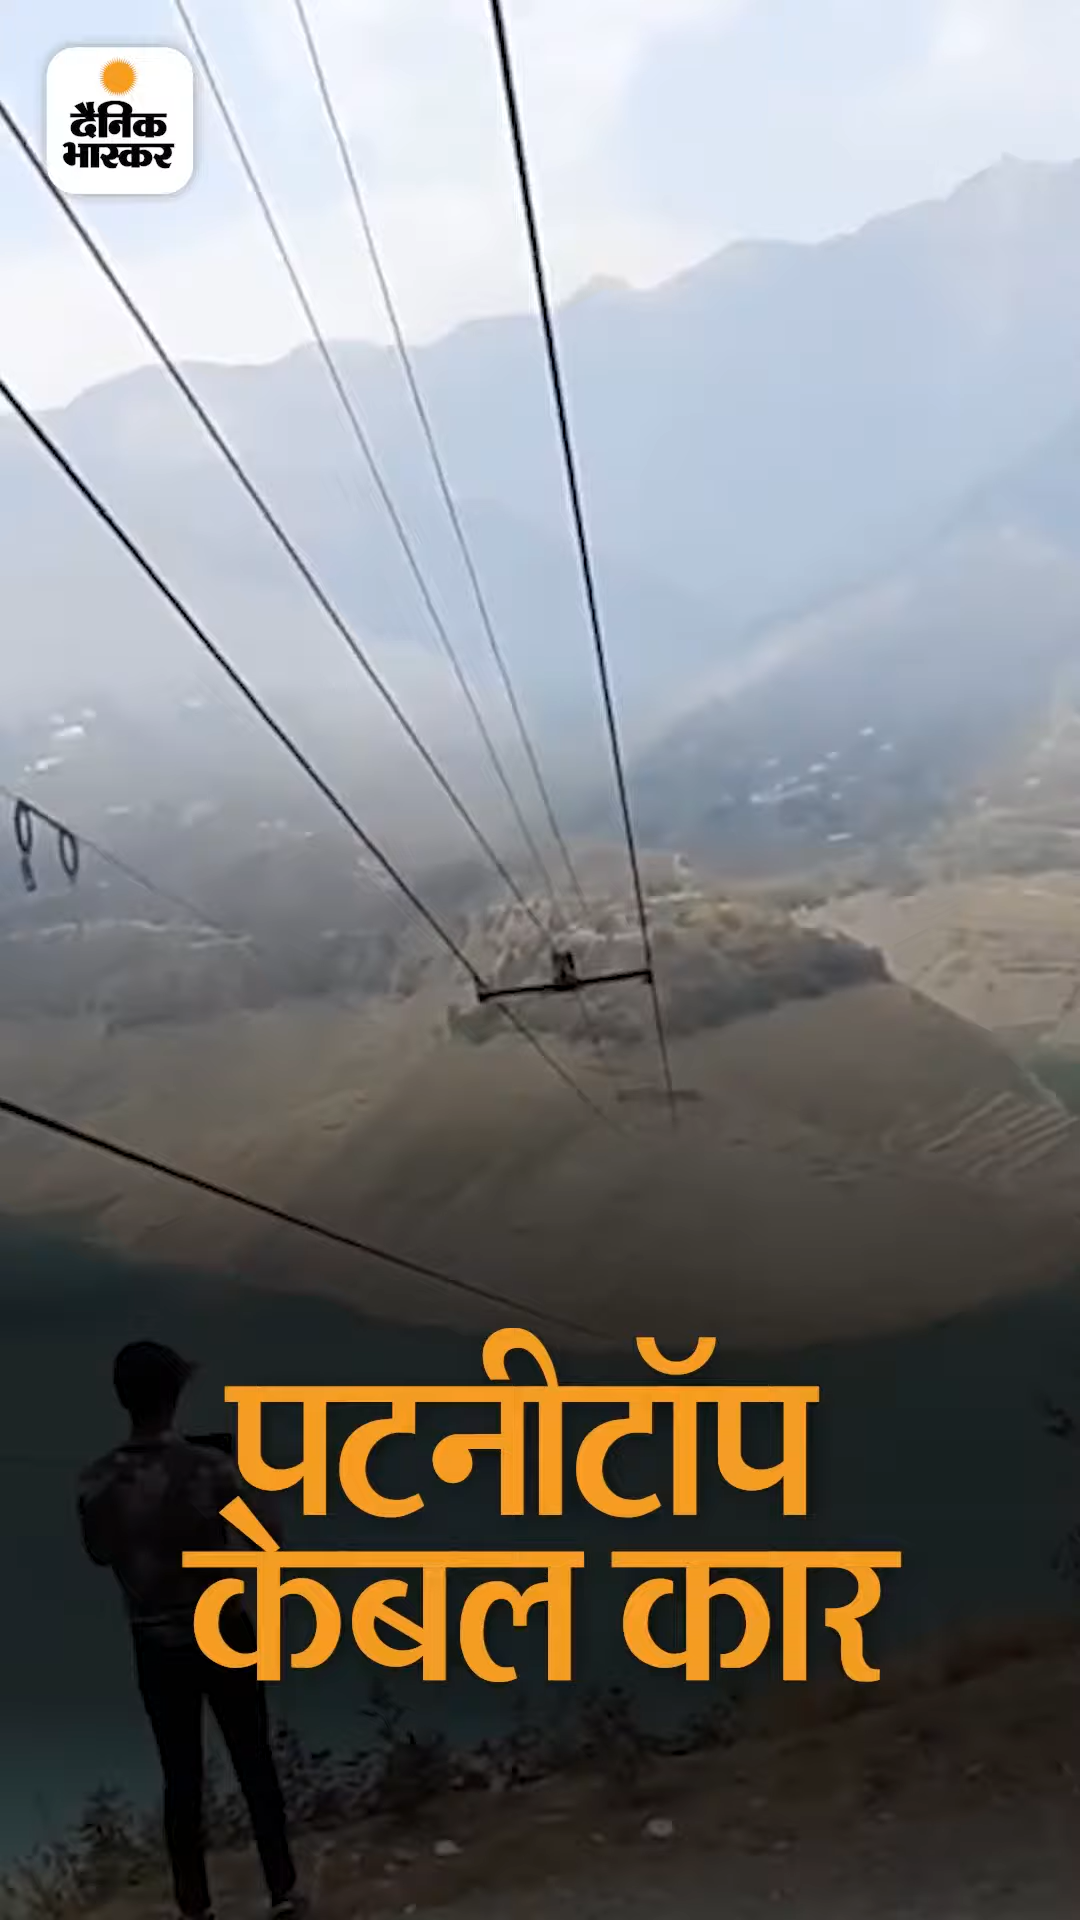 दैनिक
भास्कर
पटनीटॉप
केबल कार